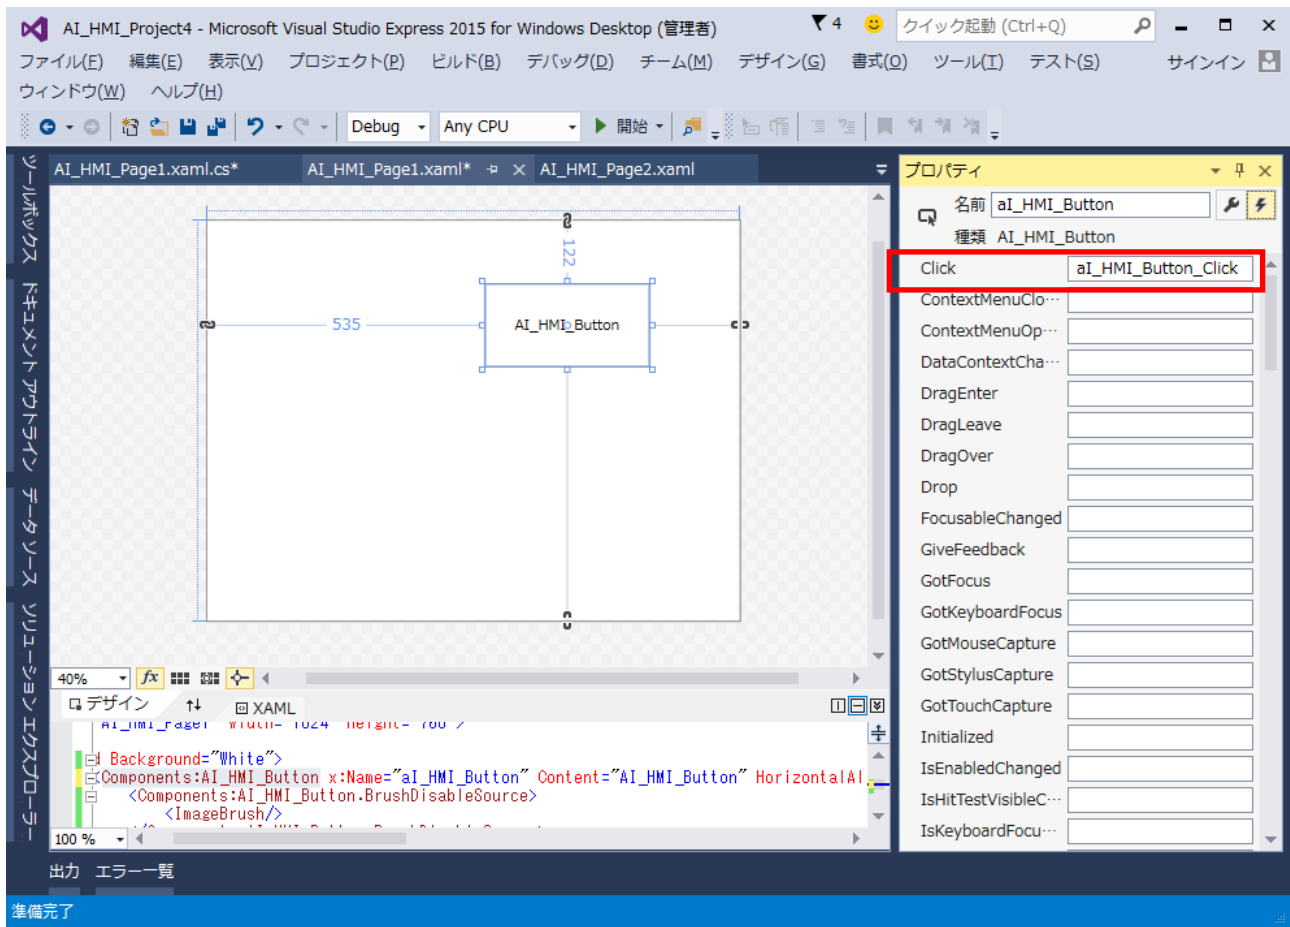 AI_HMI_Project4 - Microsoft Visual Studio Express 2015 for Windows Desktop (管理者)
4
クイック起動 (Ctrl+Q)
ファイル(F) 編集(E) 表示(V) プロジェクト(P) ビルド(B) デバッグ(D) チーム(M) デザイン(G) 書式(O) ツール(T) テスト(S) サインイン
ウィンドウ(W) ヘルプ(H)
Debug Any CPU 開始
ツールボックス
ドキュメント アウトライン
データ ソース
ソリューション エクスプローラー
AI_HMI_Page1.xaml.cs* AI_HMI_Page1.xaml* AI_HMI_Page2.xaml
122
535
AI_HMI_Button
40% fx
デザイン XAML
AI_HMI_Page1" Width="1024" Height="768">
d Background="White">
<Components:AI_HMI_Button x:Name="aI_HMI_Button" Content="AI_HMI_Button" HorizontalAl
<Components:AI_HMI_Button.BrushDisableSource>
<ImageBrush/>
100 %
プロパティ
名前 aI_HMI_Button
種類 AI_HMI_Button
Click aI_HMI_Button_Click
ContextMenuClo…
ContextMenuOp…
DataContextCha…
DragEnter
DragLeave
DragOver
Drop
FocusableChanged
GiveFeedback
GotFocus
GotKeyboardFocus
GotMouseCapture
GotStylusCapture
GotTouchCapture
Initialized
IsEnabledChanged
IsHitTestVisibleC…
IsKeyboardFocu…
出力 エラー一覧
準備完了